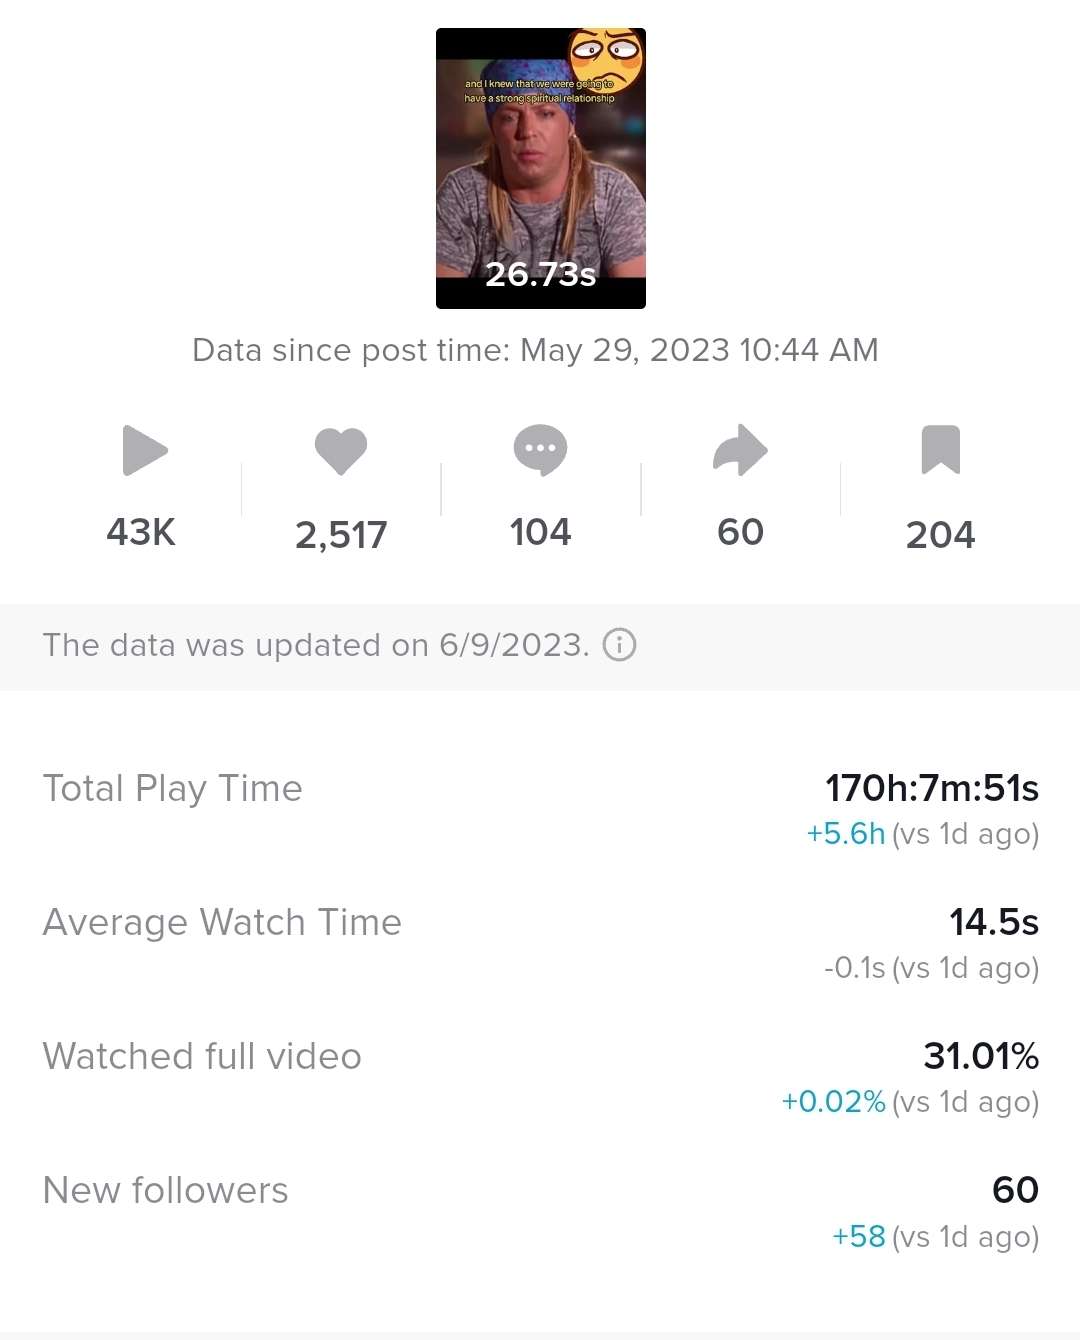 and I knew that we were going to
have a strong spiritual relationship
26.73s
Data since post time: May 29, 2023 10:44 AM
43K
2,517
104
60
204
The data was updated on 6/9/2023.
Total Play Time
170h:7m:51s
+5.6h (vs 1d ago)
Average Watch Time
14.5s
-0.1s (vs 1d ago)
Watched full video
31.01%
+0.02% (vs 1d ago)
New followers
60
+58 (vs 1d ago)